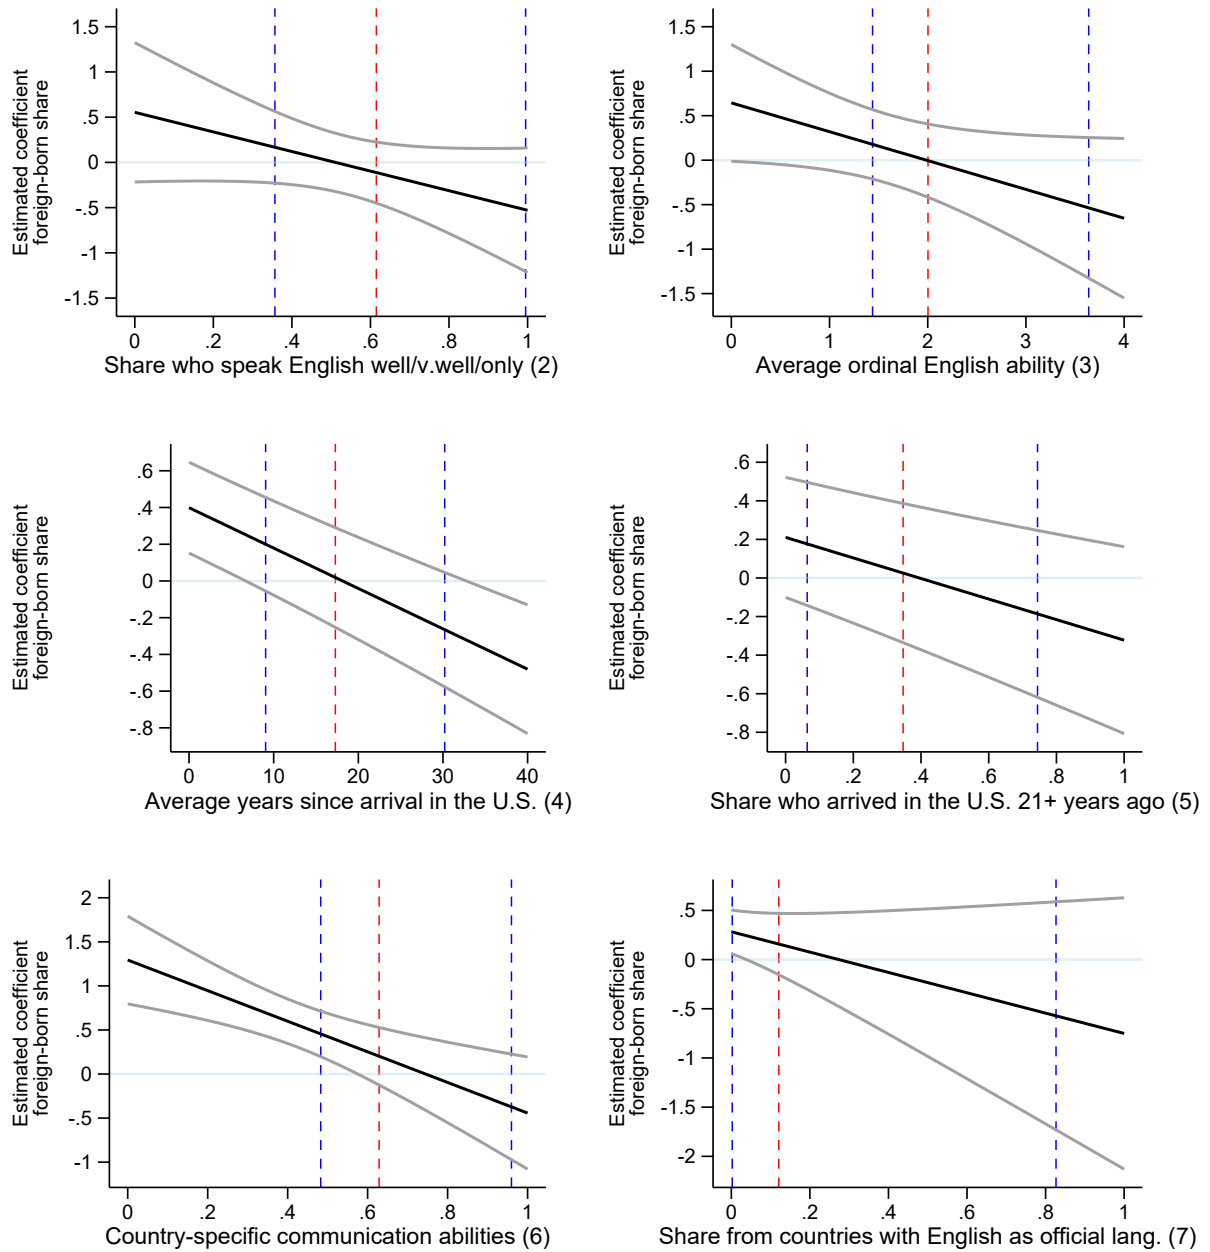 Estimated coefficient
foreign-born share
1.5
1
.5
0
-.5
-1
-1.5
0 .2 .4 .6 .8 1
Share who speak English well/v.well/only (2)
Estimated coefficient
foreign-born share
1.5
1
.5
0
-.5
-1
-1.5
0 1 2 3 4
Average ordinal English ability (3)
Estimated coefficient
foreign-born share
.6
.4
.2
0
-.2
-.4
-.6
-.8
0 10 20 30 40
Average years since arrival in the U.S. (4)
Estimated coefficient
foreign-born share
.6
.4
.2
0
-.2
-.4
-.6
-.8
0 .2 .4 .6 .8 1
Share who arrived in the U.S. 21+ years ago (5)
Estimated coefficient
foreign-born share
2
1.5
1
0.5
0
-.5
-1
0 .2 .4 .6 .8 1
Country-specific communication abilities (6)
Estimated coefficient
foreign-born share
.5
0
-.5
-1
-1.5
-2
0 .2 .4 .6 .8 1
Share from countries with English as official lang. (7)